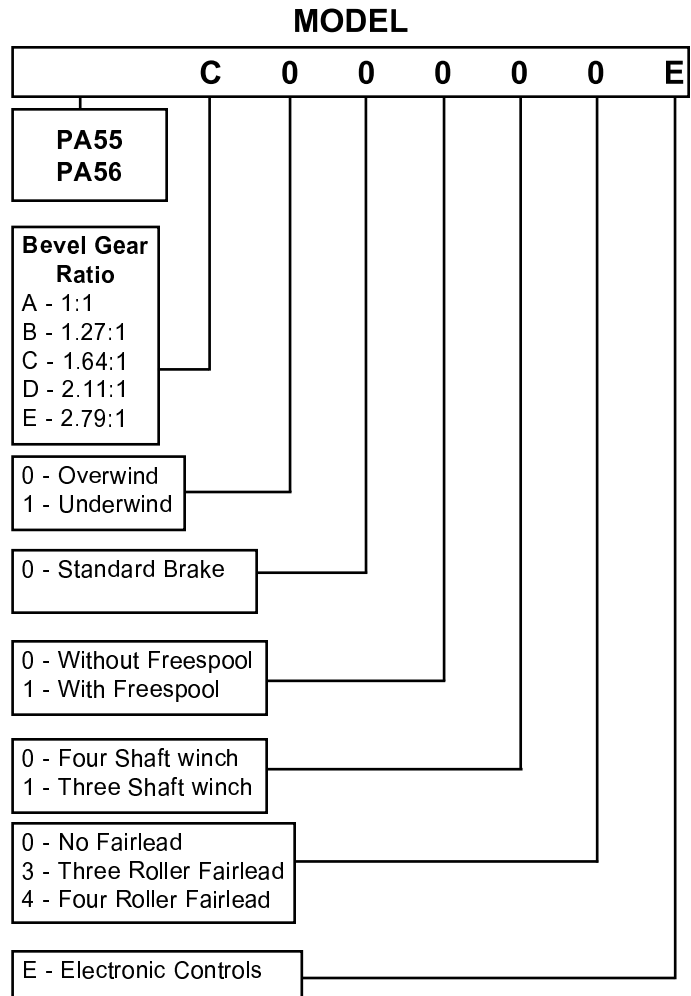 MODEL
C 0 0 0 0 0 E
PA55
PA56
Bevel Gear
Ratio
A - 1:1
B - 1.27:1
C - 1.64:1
D - 2.11:1
E - 2.79:1
0 - Overwind
1 - Underwind
0 - Standard Brake
0 - Without Freespool
1 - With Freespool
0 - Four Shaft winch
1 - Three Shaft winch
0 - No Fairlead
3 - Three Roller Fairlead
4 - Four Roller Fairlead
E - Electronic Controls